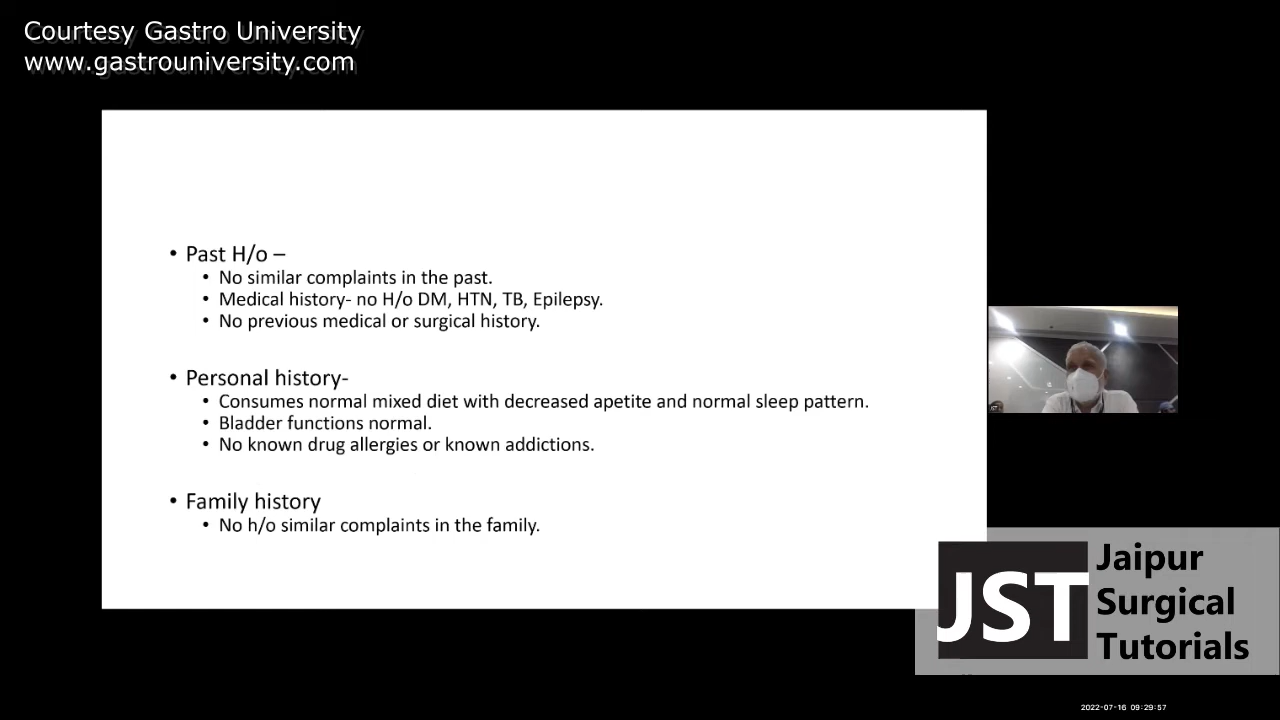 Courtesy Gastro University
www.gastrouniversity.com
• Past H/o –
• No similar complaints in the past.
• Medical history- no H/o DM, HTN, TB, Epilepsy.
• No previous medical or surgical history.
• Personal history-
• Consumes normal mixed diet with decreased apetite and normal sleep pattern.
• Bladder functions normal.
• No known drug allergies or known addictions.
• Family history
• No h/o similar complaints in the family.
JST
JST
Jaipur
Surgical
Tutorials
2022-07-16 09:29:57